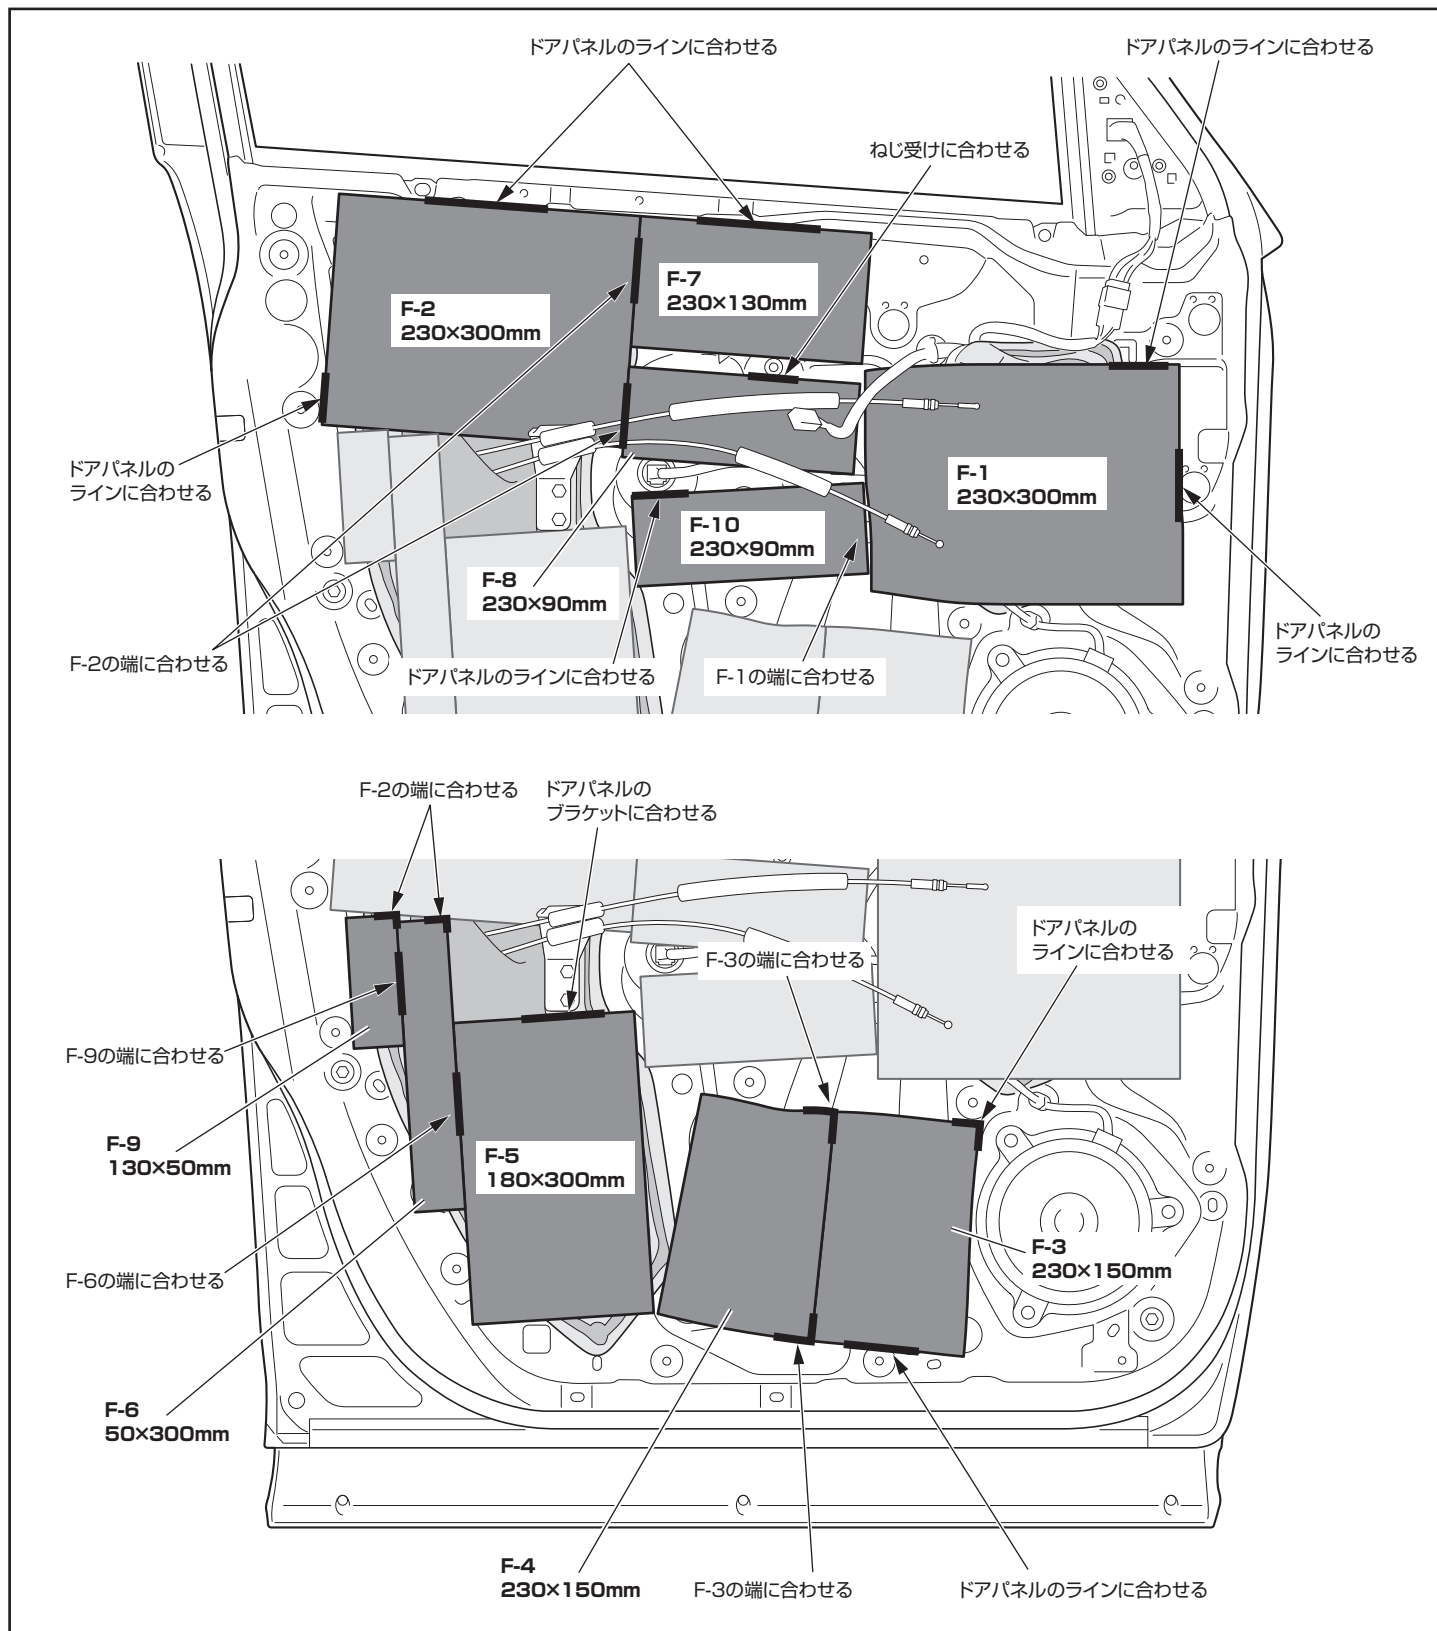 ドアパネルのラインに合わせる
ドアパネルのラインに合わせる
ねじ受けに合わせる
F-7
230×130mm
F-2
230×300mm
ドアパネルの
ラインに合わせる
F-1
230×300mm
F-10
230×90mm
F-8
230×90mm
F-2の端に合わせる
ドアパネルのラインに合わせる
F-1の端に合わせる
ドアパネルの
ラインに合わせる
F-2の端に合わせる
ドアパネルの
ブラケットに合わせる
F-3の端に合わせる
ドアパネルの
ラインに合わせる
F-9の端に合わせる
F-9
130×50mm
F-5
180×300mm
F-3
230×150mm
F-6の端に合わせる
F-6
50×300mm
F-4
230×150mm
F-3の端に合わせる
ドアパネルのラインに合わせる